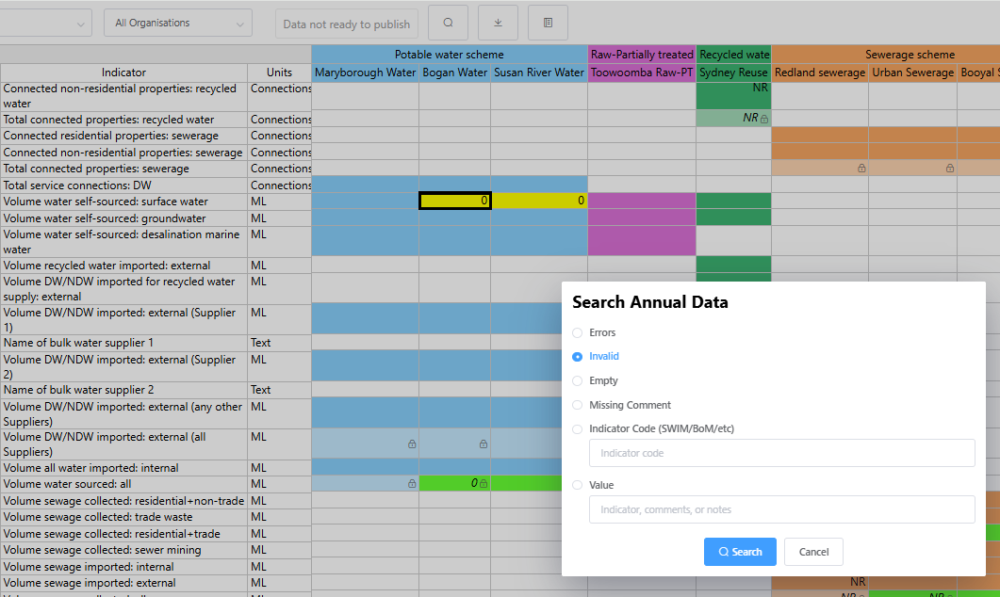 All Organisations Data not ready to publish
Potable water scheme Raw-Partially treated Recycled wate Sewerage scheme
Indicator Units Maryborough Water Bogan Water Susan River Water Toowoomba Raw-PT Sydney Reuse Redland sewerage Urban Sewerage Booyal S
Connected non-residential properties: recycled Connections NR
water
Total connected properties: recycled water Connections NR
Connected residential properties: sewerage Connections
Connected non-residential properties: sewerage Connections
Total connected properties: sewerage Connections
Total service connections: DW Connections
Volume water self-sourced: surface water ML 0 0
Volume water self-sourced: groundwater ML
Volume water self-sourced: desalination marine ML
water
Volume recycled water imported: external ML
Volume DW/NDW imported for recycled water ML
supply: external
Volume DW/NDW imported: external (Supplier ML
1)
Name of bulk water supplier 1 Text
Volume DW/NDW imported: external (Supplier ML
2)
Name of bulk water supplier 2 Text
Volume DW/NDW imported: external (any other ML
Suppliers)
Volume DW/NDW imported: external (all ML
Suppliers)
Volume all water imported: internal ML
Volume water sourced: all ML 0
Volume sewage collected: residential+non-trade ML
Volume sewage collected: trade waste ML
Volume sewage collected: residential+trade ML
Volume sewage collected: sewer mining ML
Volume sewage imported: internal ML
Volume sewage imported: external ML NR
Search Annual Data
Errors
Invalid
Empty
Missing Comment
Indicator Code (SWIM/BoM/etc)
Indicator code
Value
Indicator, comments, or notes
Search Cancel